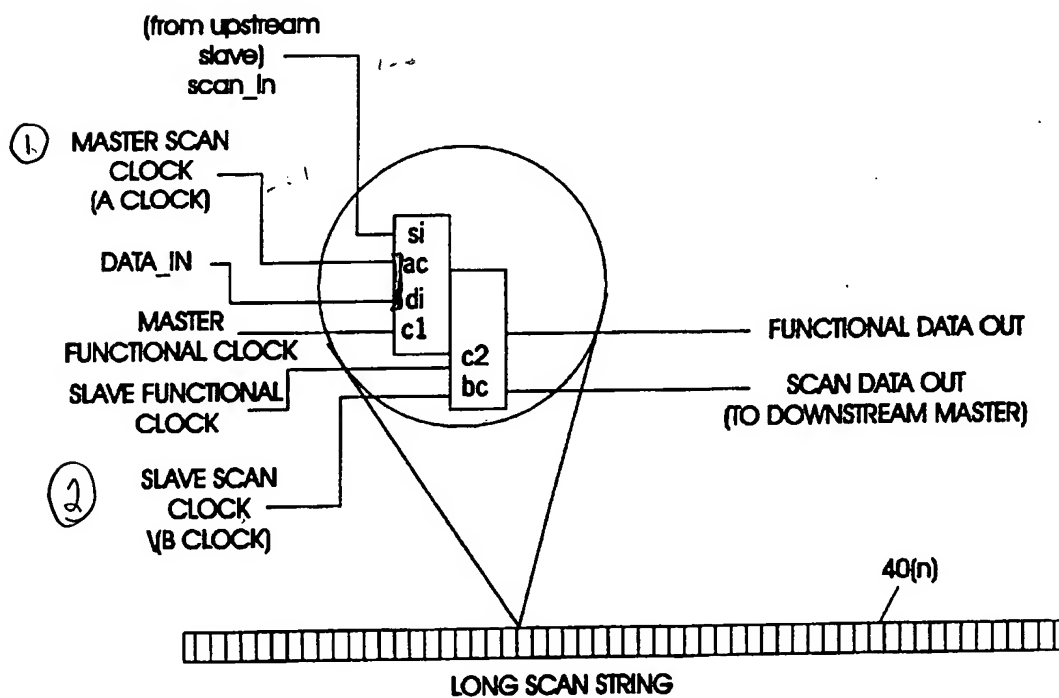 (from upstream
slave)
scan_in
1. MASTER SCAN
CLOCK
(A CLOCK)
DATA_IN
MASTER
FUNCTIONAL CLOCK
SLAVE FUNCTIONAL
CLOCK
2 SLAVE SCAN
CLOCK
\(B CLOCK)
si
ac
di
c1
c2
bc
FUNCTIONAL DATA OUT
SCAN DATA OUT
(TO DOWNSTREAM MASTER)
40(n)
LONG SCAN STRING